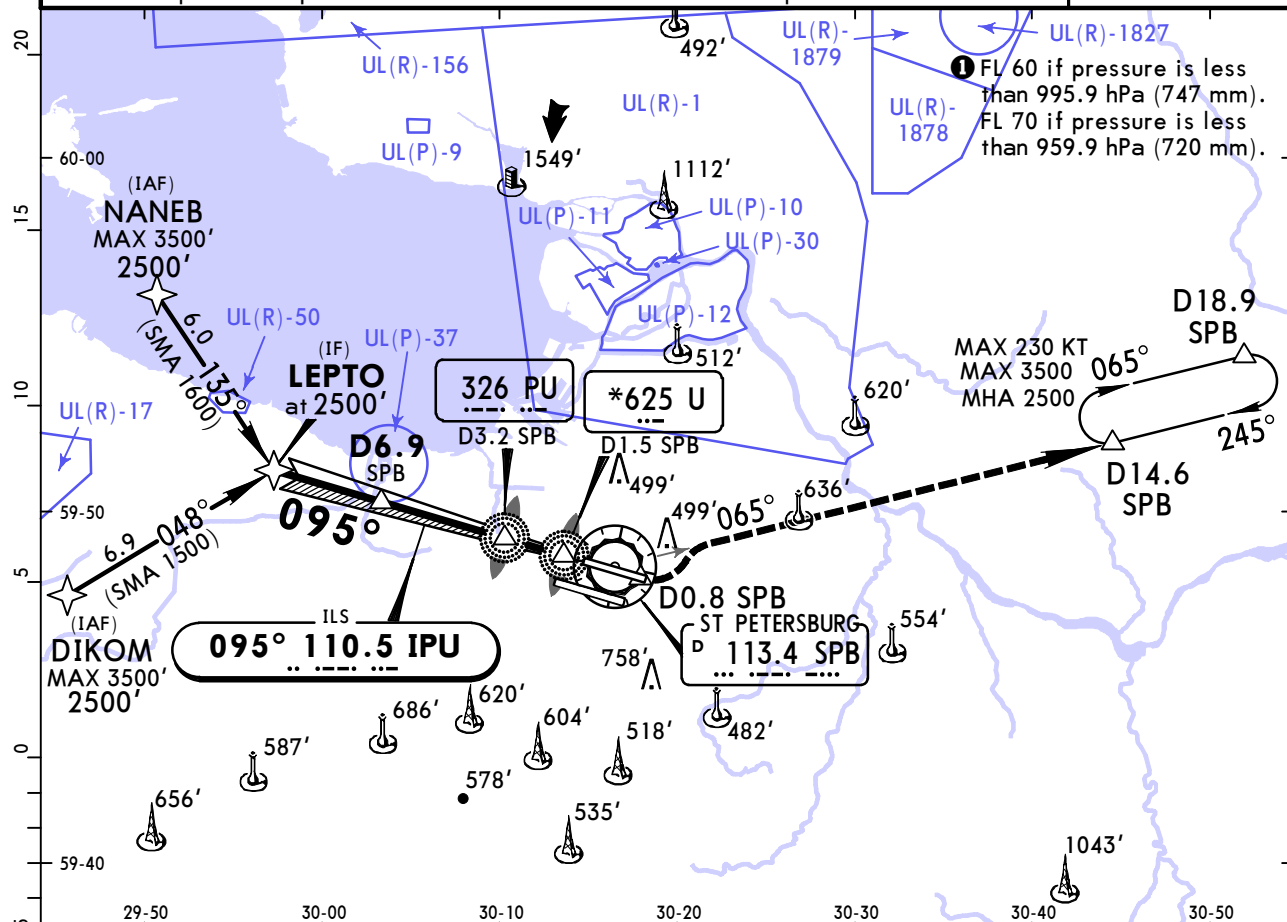 20
492′
UL(R)-
1879
UL(R)-1827
UL(R)-156
1 FL 60 if pressure is less
than 995.9 hPa (747 mm).
FL 70 if pressure is less
than 959.9 hPa (720 mm).
UL(R)-1
UL(R)-
1878
UL(P)-9
60-00
1549′
1112′
(IAF)
NANEB
MAX 3500′
2500′
15
UL(P)-11
UL(P)-10
UL(P)-30
UL(P)-12
512′
6.0
135°
(SMA 1600)
UL(R)-50
UL(P)-37
(IF)
LEPTO
at 2500′
D18.9
SPB
MAX 230 KT
MAX 3500
MHA 2500
065°
245°
10
UL(R)-17
326 PU
D3.2 SPB
*625 U
D1.5 SPB
620′
D6.9
SPB
499′
D14.6
SPB
59-50
095°
499′
065°
636′
6.9
048°
(SMA 1500)
5
D0.8 SPB
(IAF)
DIKOM
MAX 3500′
2500′
ILS
095° 110.5 IPU
ST PETERSBURG
D 113.4 SPB
554′
758′
686′
620′
604′
518′
482′
0
587′
578′
656′
535′
1043′
59-40
29-50
30-00
30-10
30-20
30-30
30-40
30-50